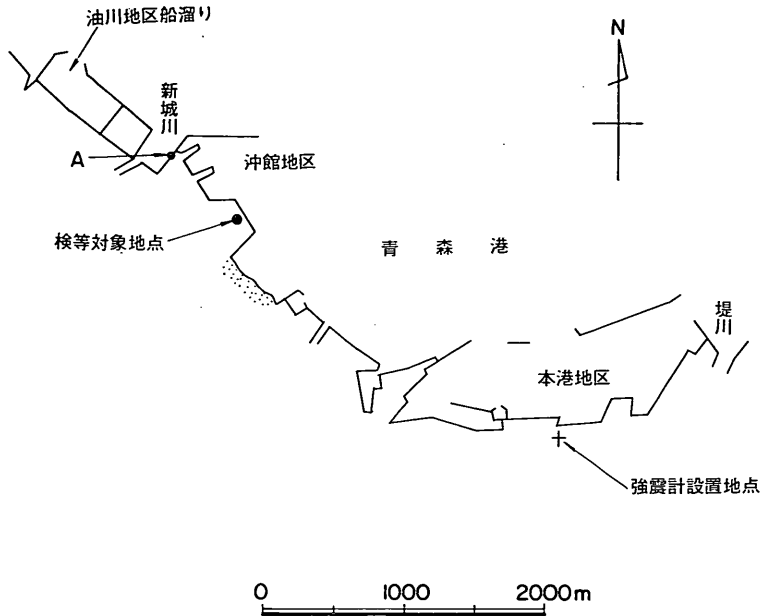 油川地区船溜り
N
新城川
A
沖館地区
検等対象地点
青森港
堤川
本港地区
強震計設置地点
0 1000 2000m